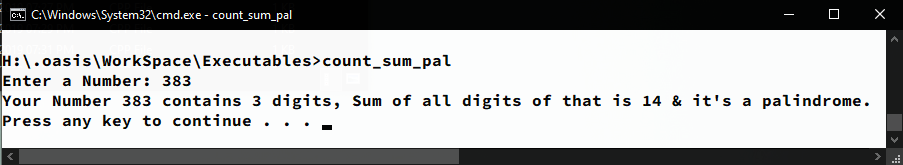 C:\Windows\System32\cmd.exe - count_sum_pal
H:\.oasis\WorkSpace\Executables>count_sum_pal
Enter a Number: 383
Your Number 383 contains 3 digits, Sum of all digits of that is 14 & it's a palindrome.
Press any key to continue . . .